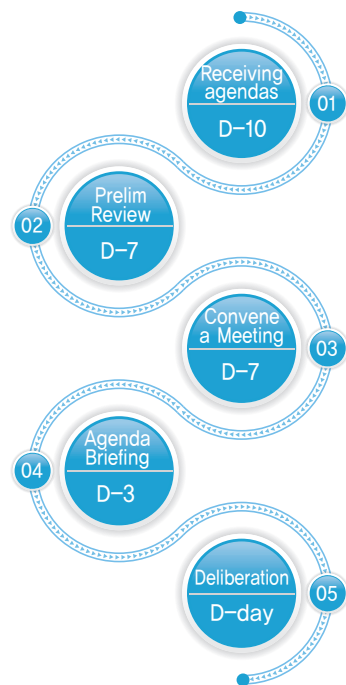 Receiving
agendas
D-10
01
Prelim
Review
D-7
02
Convene
a Meeting
D-7
03
Agenda
Briefing
D-3
04
Deliberation
D-day
05